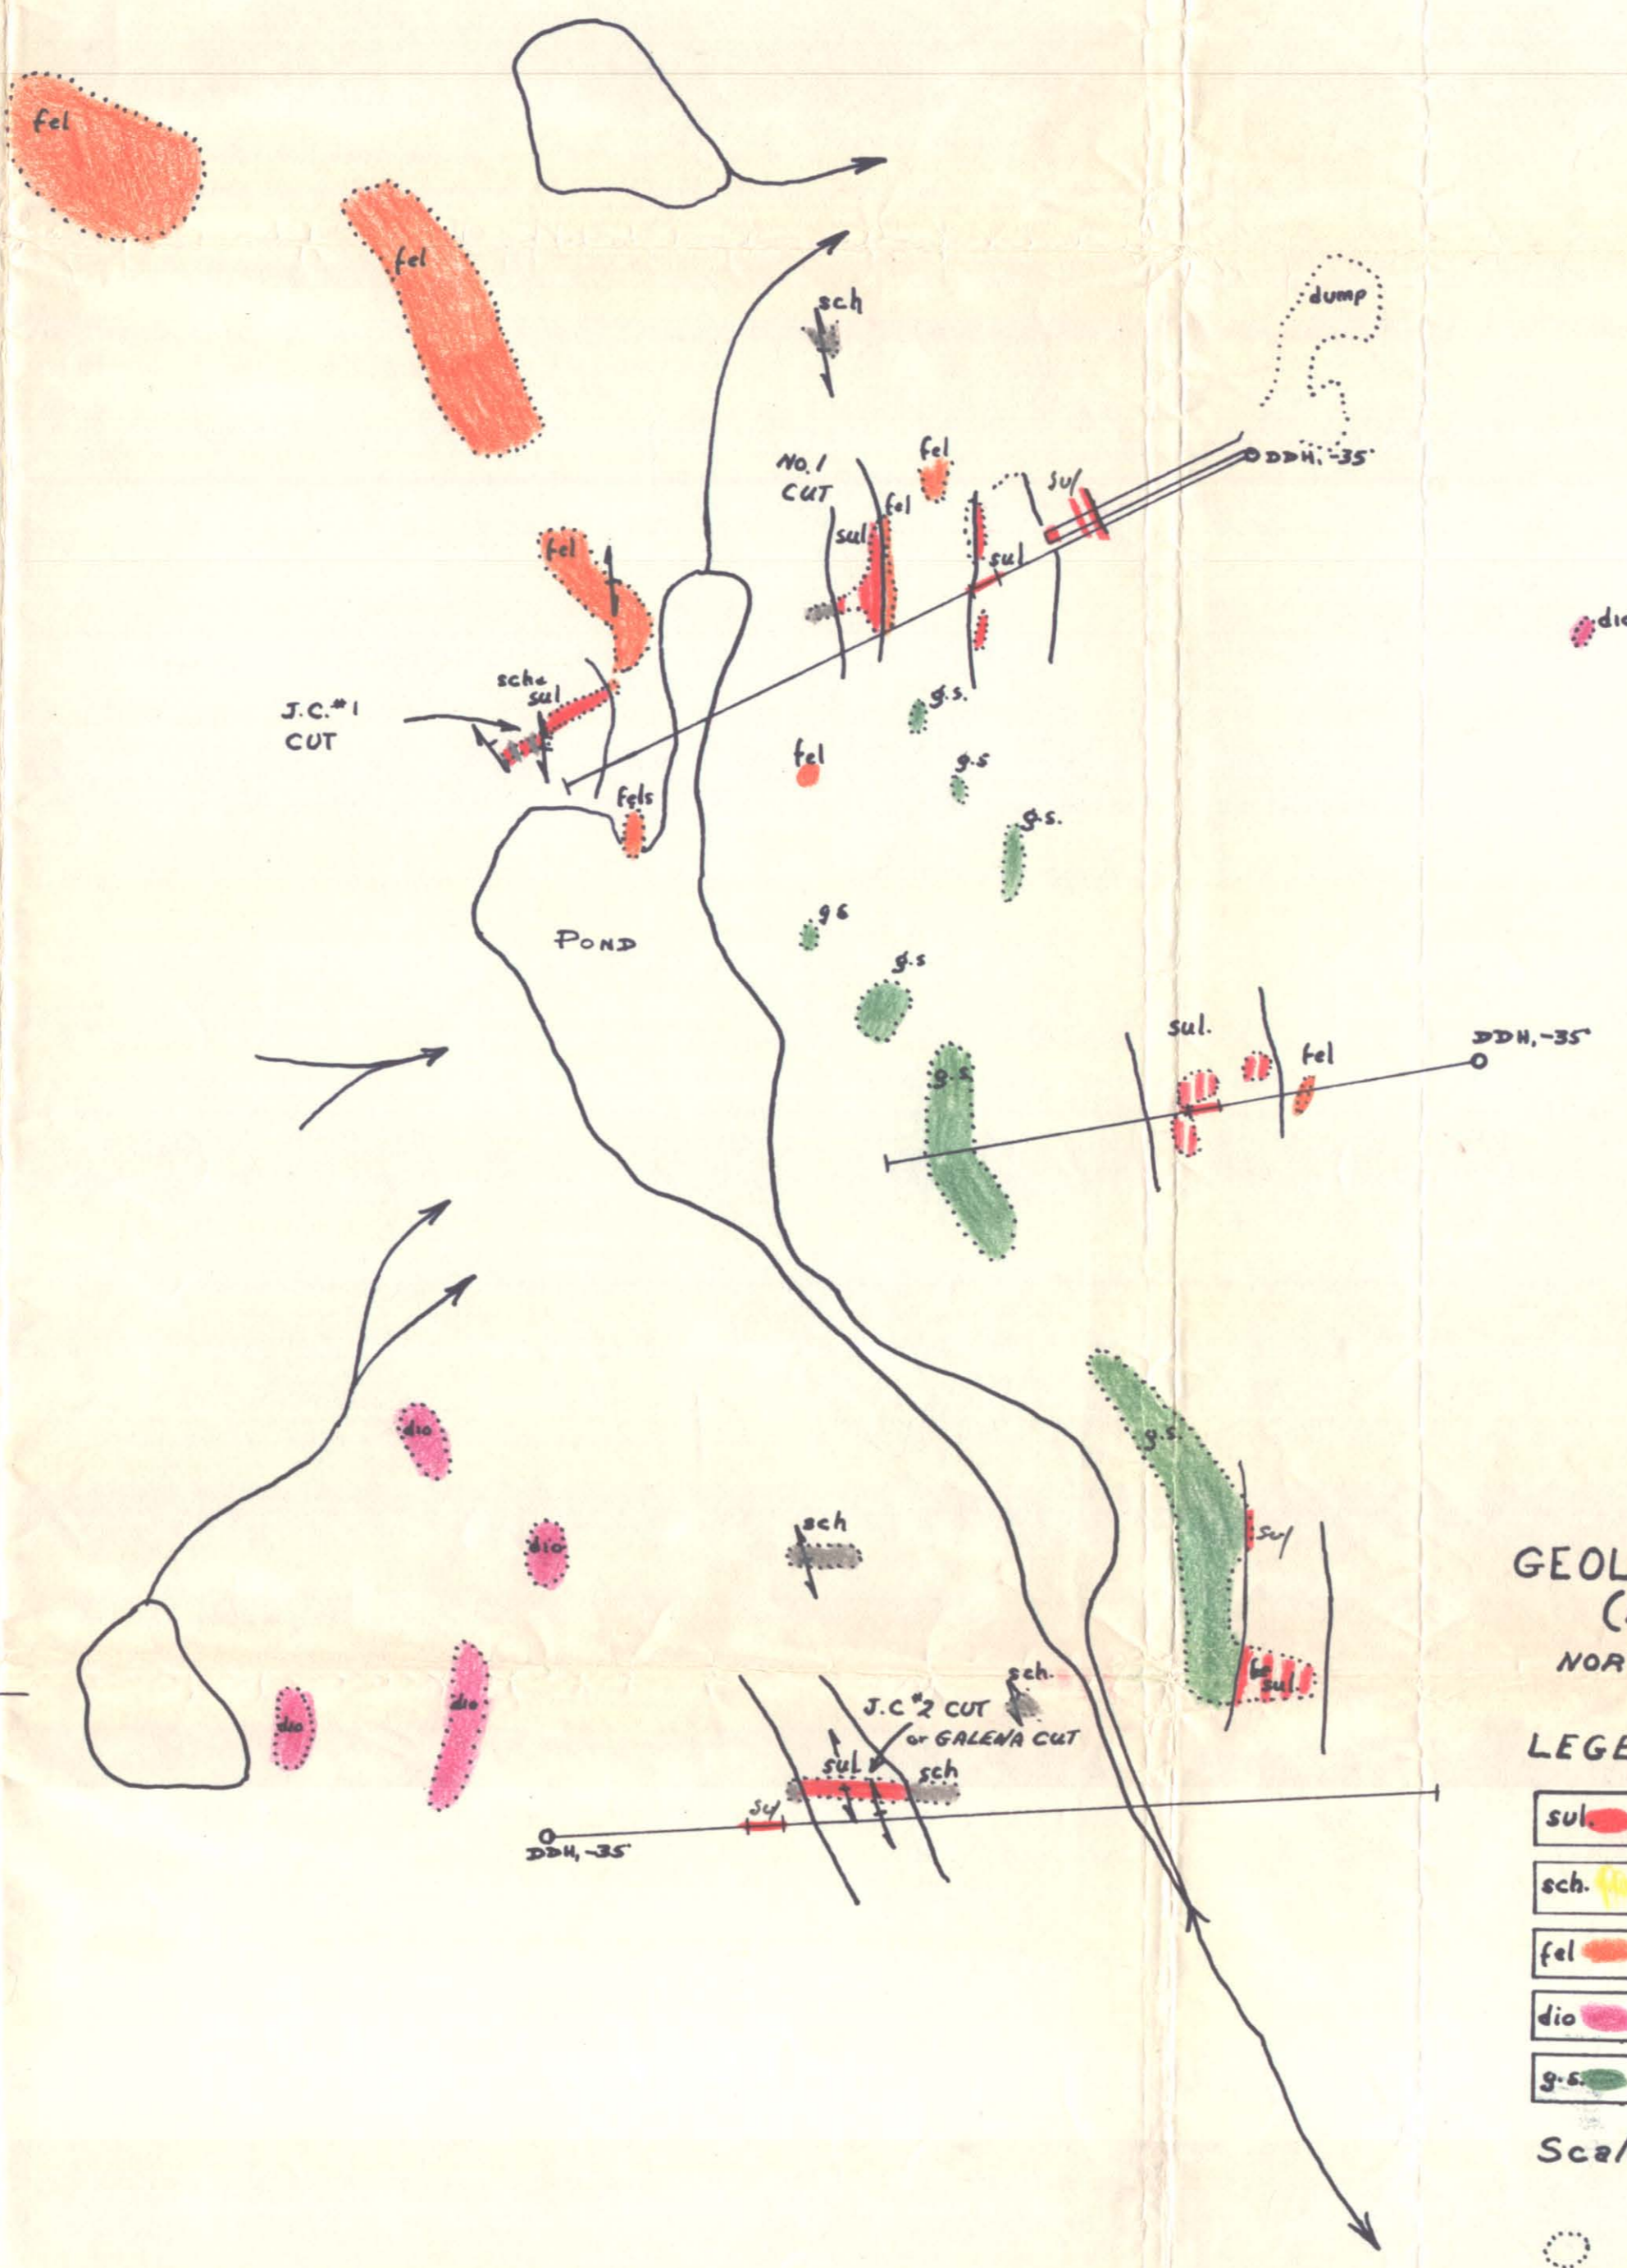 fel
fel
sch
dump
DDH, -35°
No. 1
CUT
fel
sul
fel
sul
sul
fel
dio
sch &
sul
J.C. #1
CUT
g.s.
fel
g.s
fels
g.s.
gs
g.s
POND
g.s.
sul.
DDH, -35°
fel
g.s.
dio
dio
sch
sul
GEOL
NOR
dio
dio
sch.
J.C #2 CUT
or GALENA CUT
sul
sch
sul.
LEGE
sul
DDH, -35°
sul.
sch.
fel
dio
g.s.
Scal